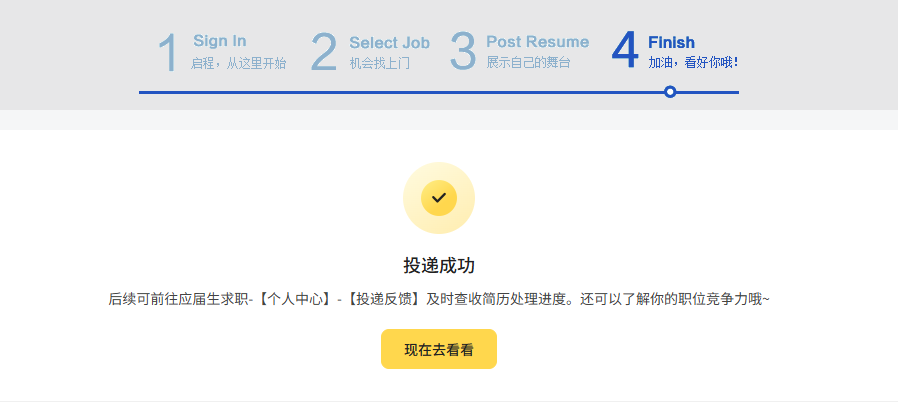 1 Sign In
启程，从这里开始
2 Select Job
机会找上门
3 Post Resume
展示自己的舞台
4 Finish
加油，看好你哦！
投递成功
后续可前往应届生求职-【个人中心】-【投递反馈】及时查收简历处理进度。还可以了解你的职位竞争力哦~
现在去看看